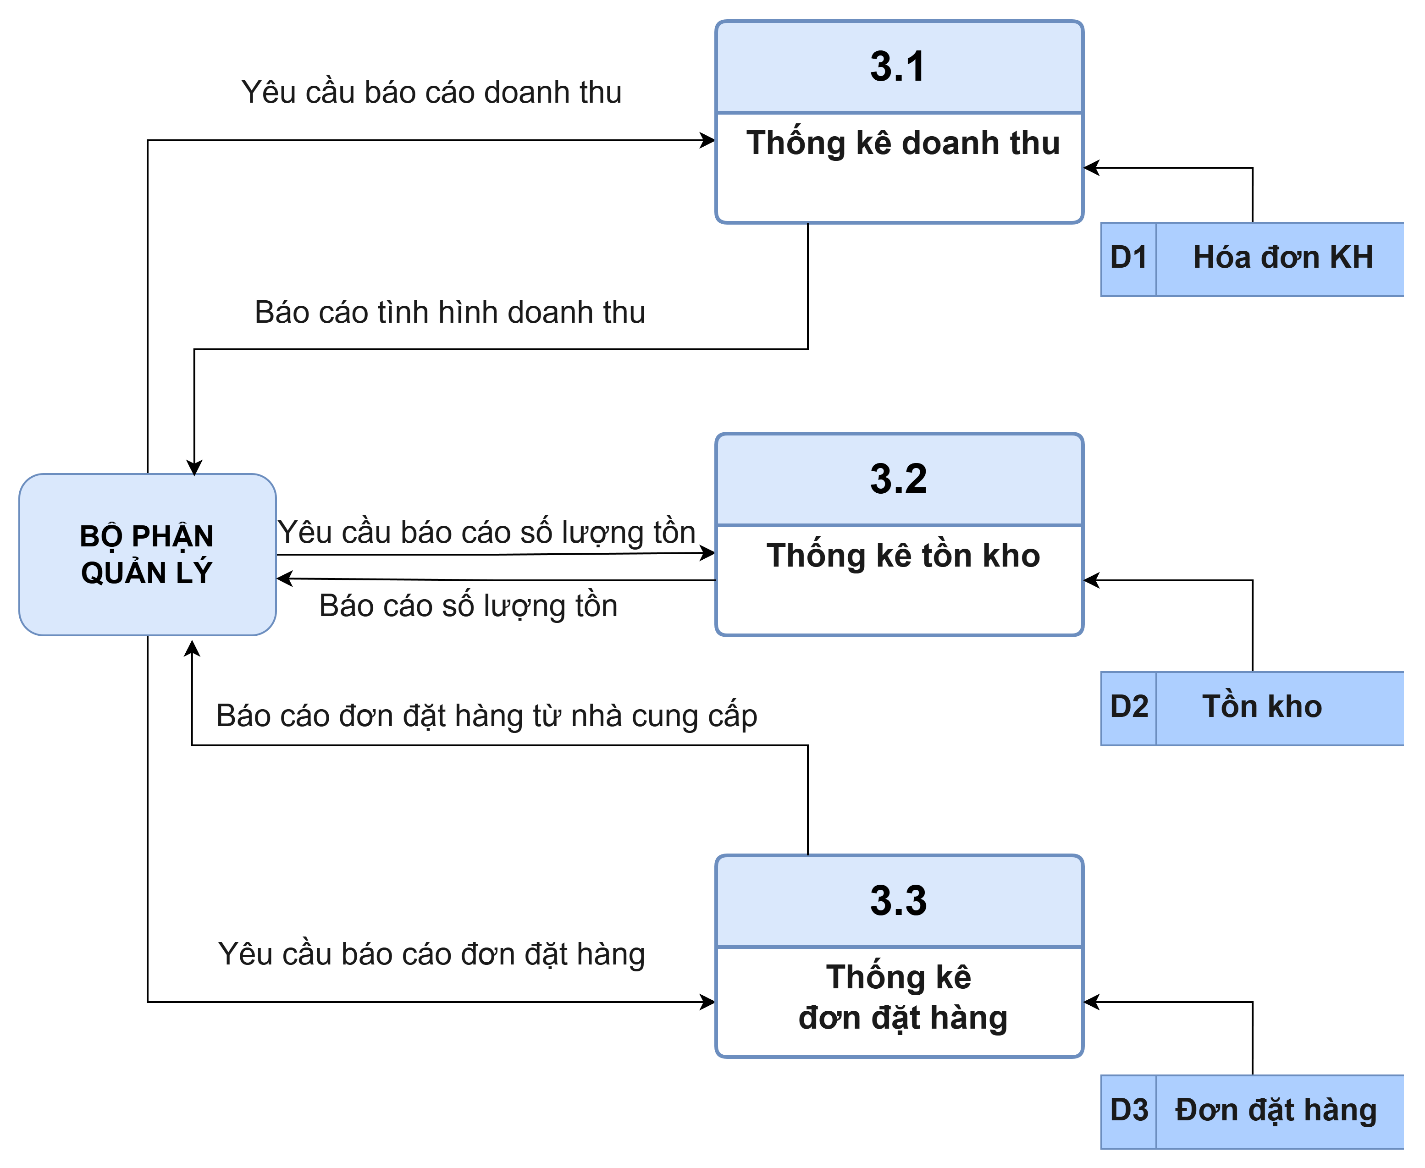 3.1
Yêu cầu báo cáo doanh thu
Thống kê doanh thu
D1
Hóa đơn KH
Báo cáo tình hình doanh thu
3.2
BỘ PHẬN
QUẢN LÝ
Yêu cầu báo cáo số lượng tồn
Thống kê tồn kho
Báo cáo số lượng tồn
D2
Tồn kho
Báo cáo đơn đặt hàng từ nhà cung cấp
3.3
Yêu cầu báo cáo đơn đặt hàng
Thống kê
đơn đặt hàng
D3
Đơn đặt hàng